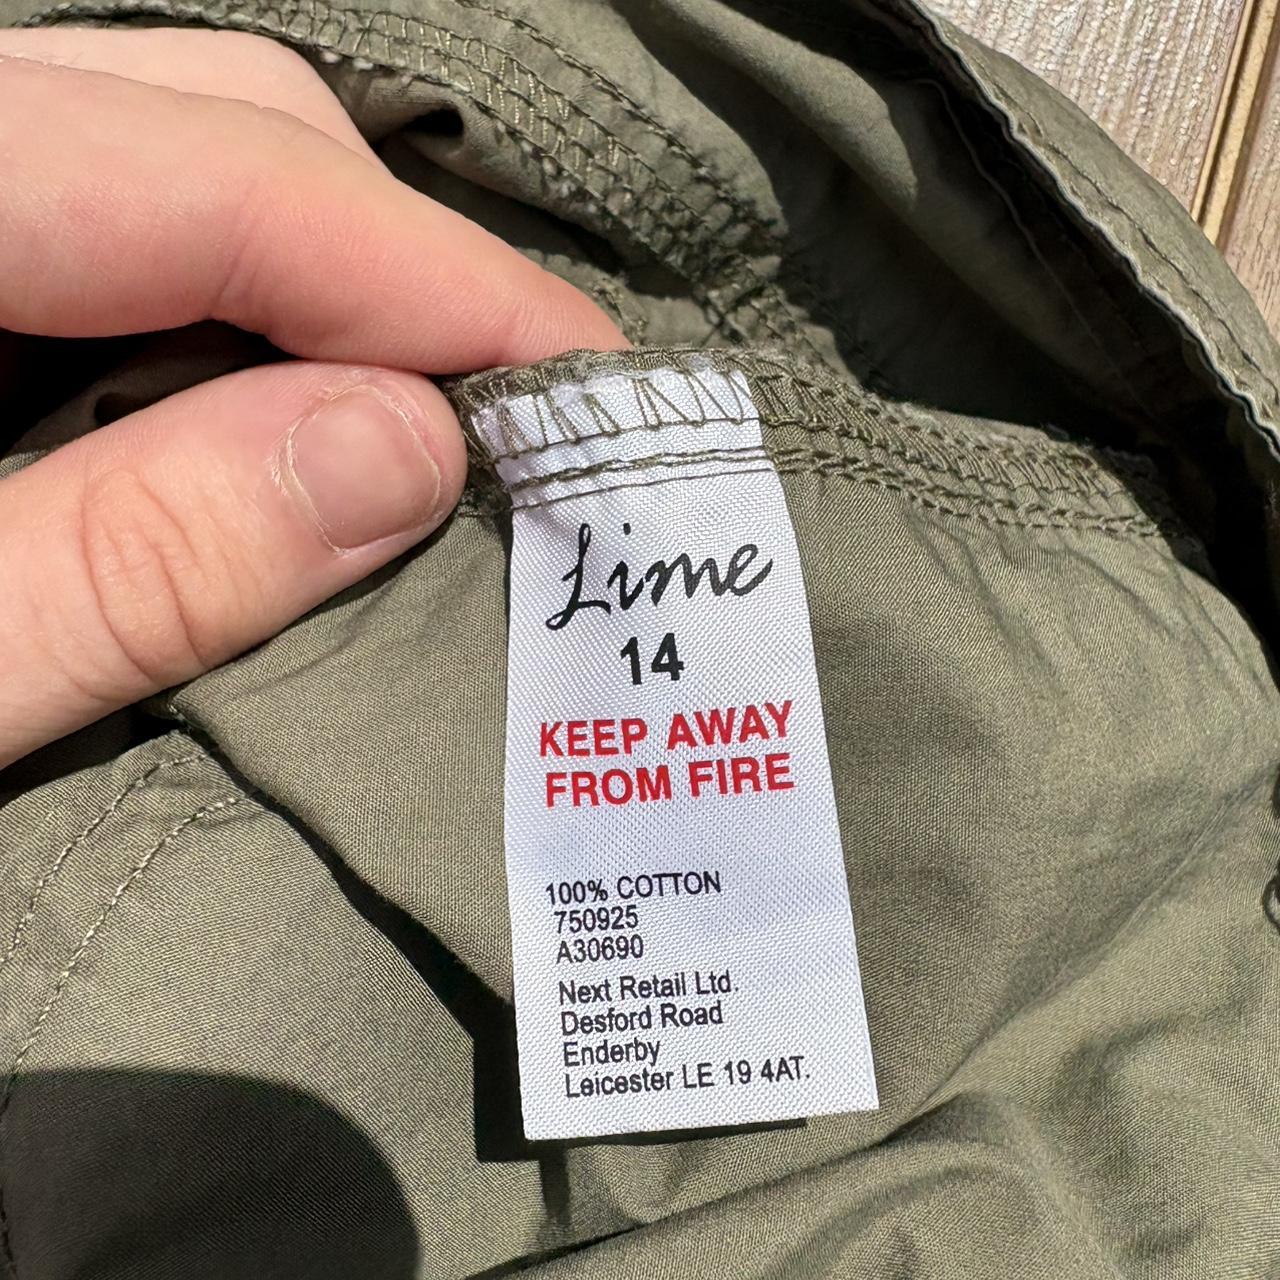 Lime
14
KEEP AWAY
FROM FIRE
100% COTTON
750925
A30690
Next Retail Ltd.
Desford Road
Enderby
Leicester LE 19 4AT.